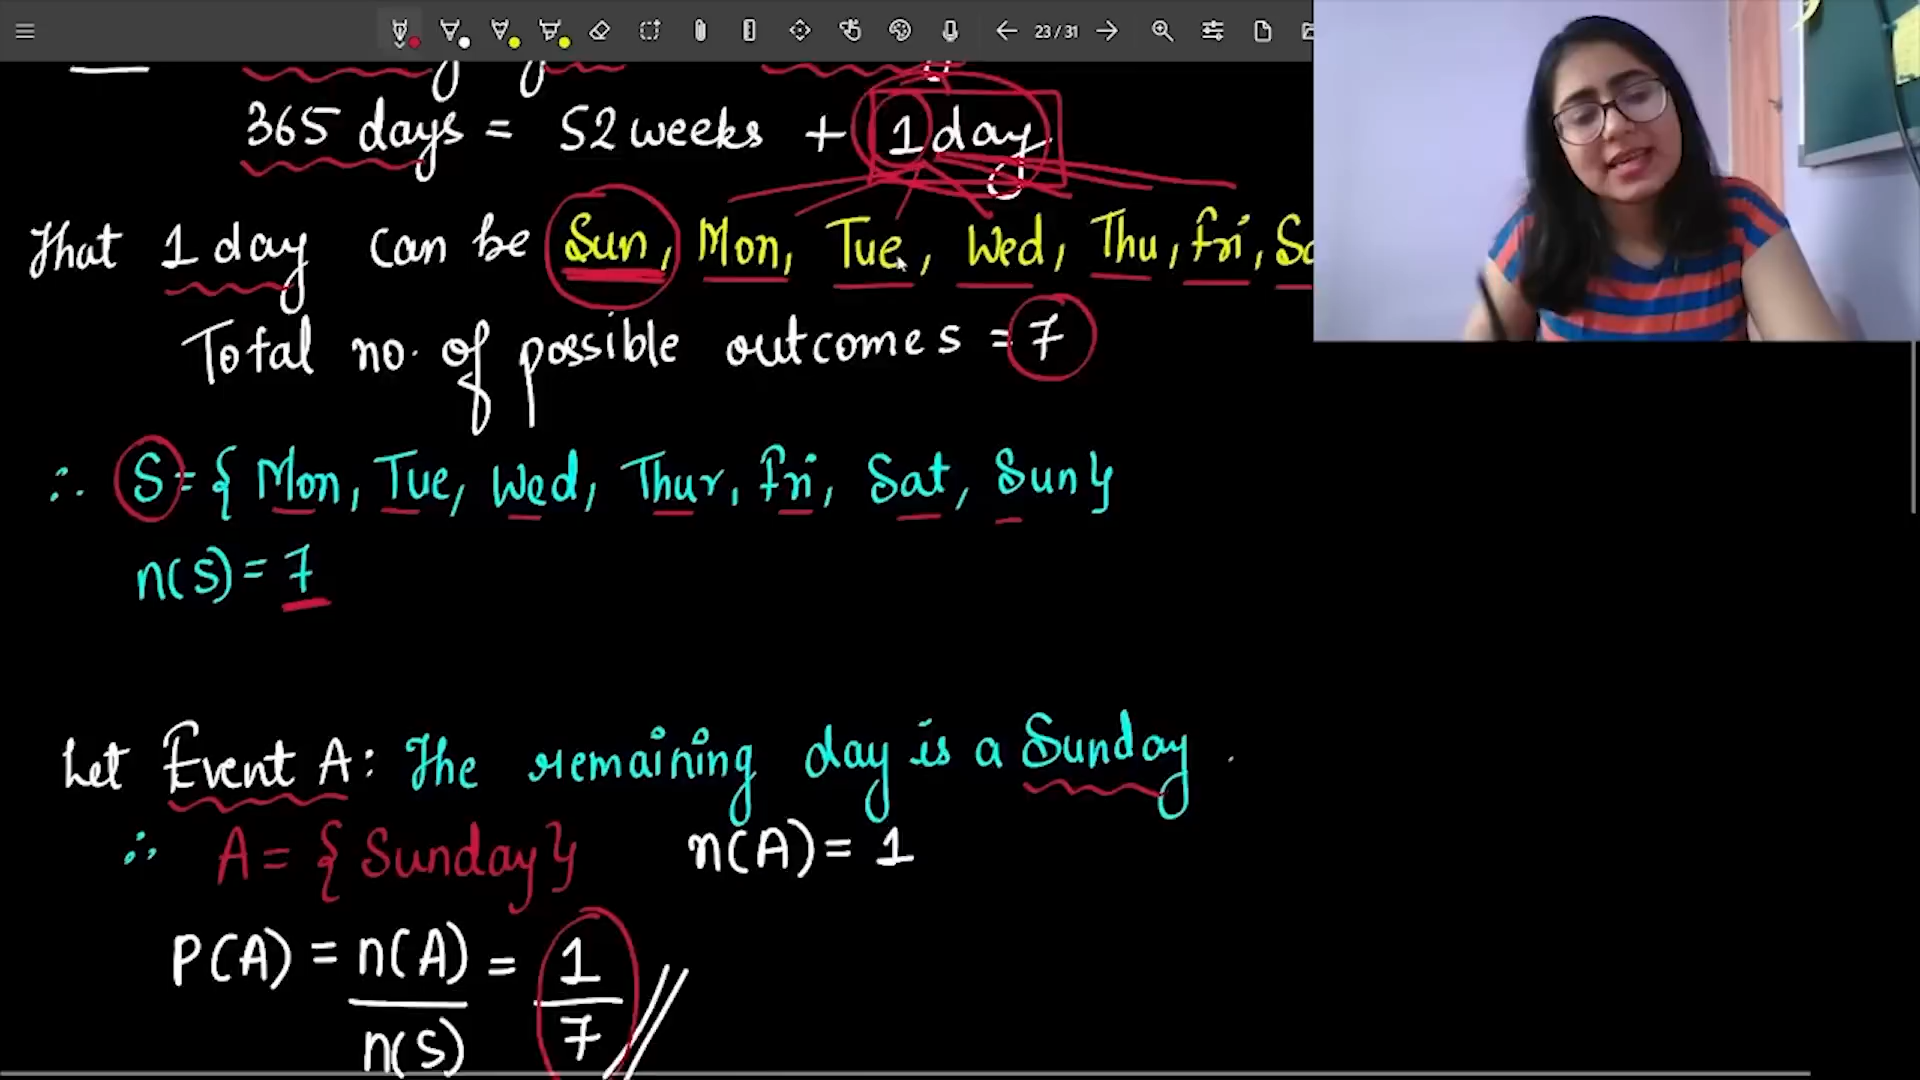 23/31
365 days = 52 weeks + 1 day
That 1 day can be Sun, Mon, Tue, Wed, Thu, Fri,
Total no. of possible outcomes = 7
∴ S = { Mon, Tue, Wed, Thur, Fri, Sat, Sun }
n(S) = 7
Let Event A: The remaining day is a Sunday.
∴ A = { Sunday } n(A) = 1
P(A) = n(A) = 1
n(S) 7